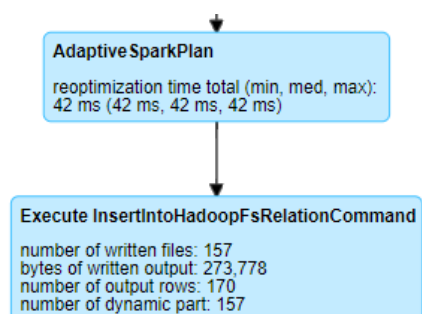 AdaptiveSparkPlan
reoptimization time total (min, med, max):
42 ms (42 ms, 42 ms, 42 ms)
Execute InsertIntoHadoopFsRelationCommand
number of written files: 157
bytes of written output: 273,778
number of output rows: 170
number of dynamic part: 157